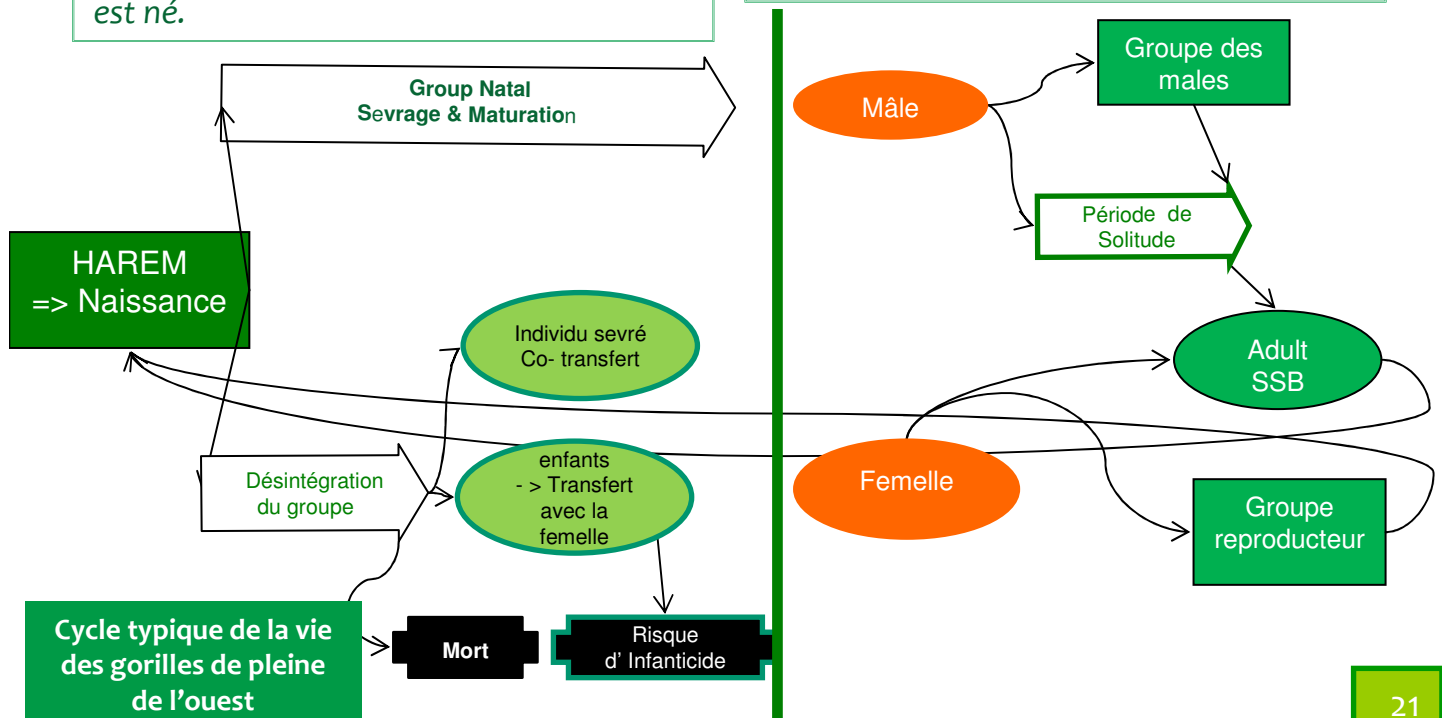 est né.
Group Natal
Sevrage & Maturation
HAREM
=> Naissance
Individu sevré
Co- transfert
Désintégration
du groupe
enfants
- > Transfert
avec la
femelle
Cycle typique de la vie
des gorilles de pleine
de l’ouest
Mort
Risque
d’ Infanticide
Mâle
Groupe des
males
Période de
Solitude
Adult
SSB
Femelle
Groupe
reproducteur
21